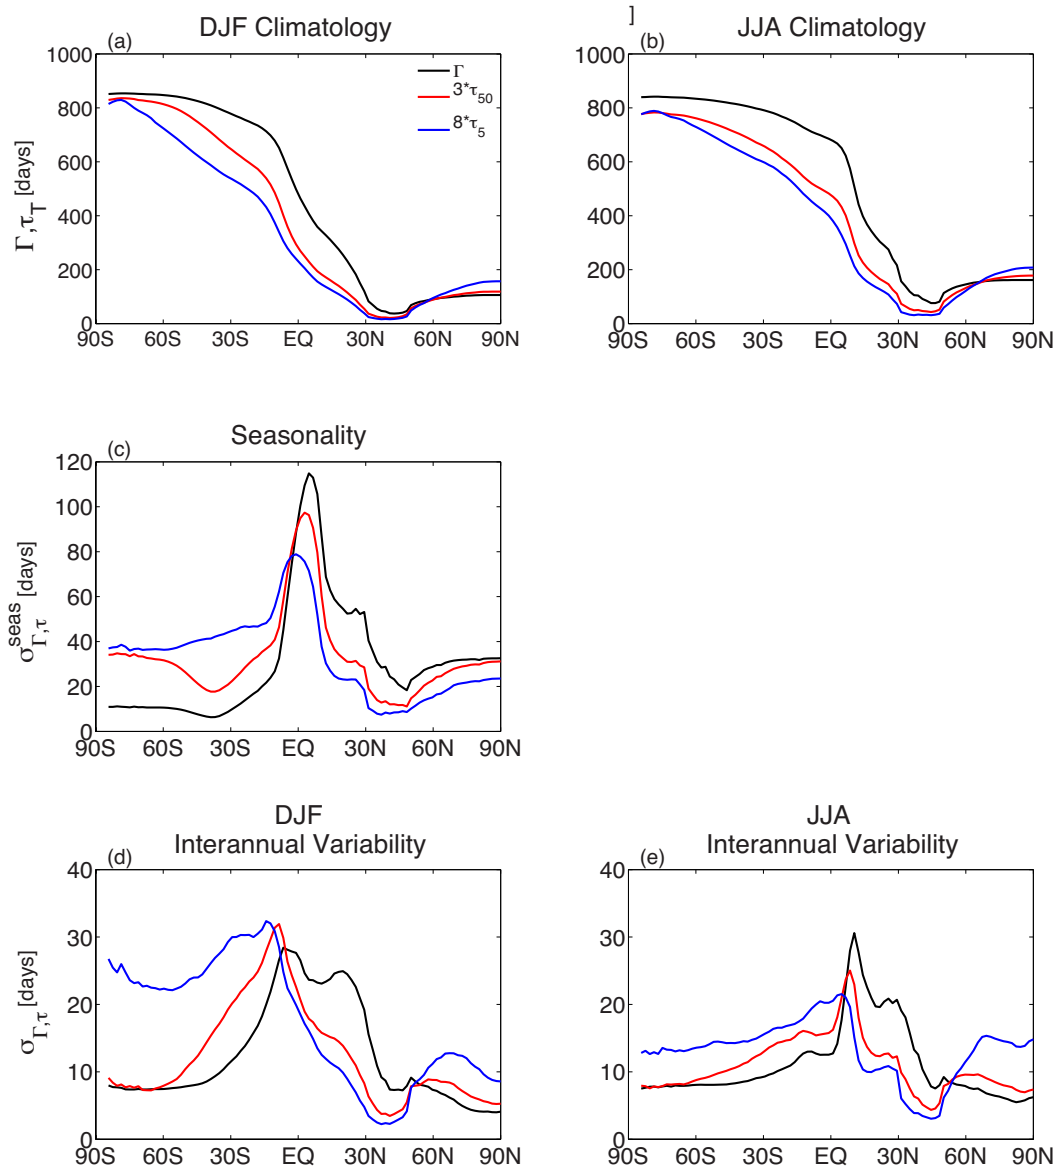 ]
DJF Climatology
JJA Climatology
(a)
(b)
1000
800
600
400
200
0
Γ,τ_T [days]
Γ
3*τ_50
8*τ_5
90S 60S 30S EQ 30N 60N 90N
1000
800
600
400
200
0
90S 60S 30S EQ 30N 60N 90N
Seasonality
(c)
120
100
80
60
40
20
0
σ^seas_Γ,τ [days]
90S 60S 30S EQ 30N 60N 90N
DJF
Interannual Variability
(d)
40
30
20
10
0
σ_Γ,τ [days]
90S 60S 30S EQ 30N 60N 90N
JJA
Interannual Variability
(e)
40
30
20
10
0
σ_Γ,τ [days]
90S 60S 30S EQ 30N 60N 90N